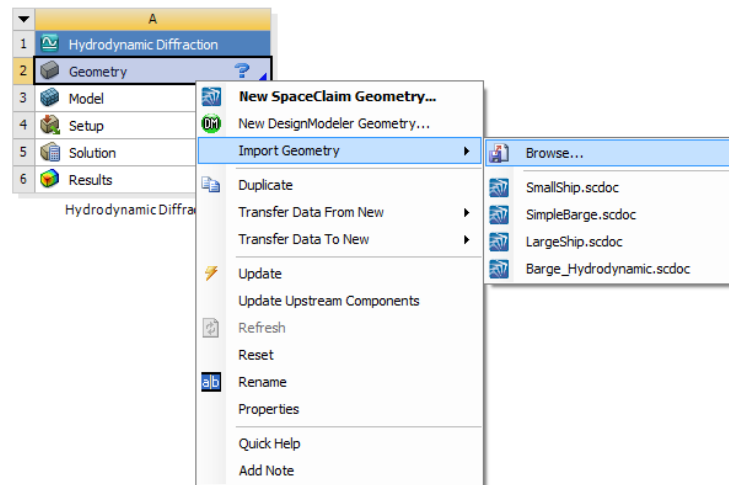 A
1 Hydrodynamic Diffraction
2 Geometry ?
3 Model
4 Setup
5 Solution
6 Results
Hydrodynamic Diffra
New SpaceClaim Geometry...
DM New DesignModeler Geometry...
Import Geometry
Duplicate
Transfer Data From New
Transfer Data To New
Update
Update Upstream Components
Refresh
Reset
a|b Rename
Properties
Quick Help
Add Note
Browse...
SmallShip.scdoc
SimpleBarge.scdoc
LargeShip.scdoc
Barge_Hydrodynamic.scdoc